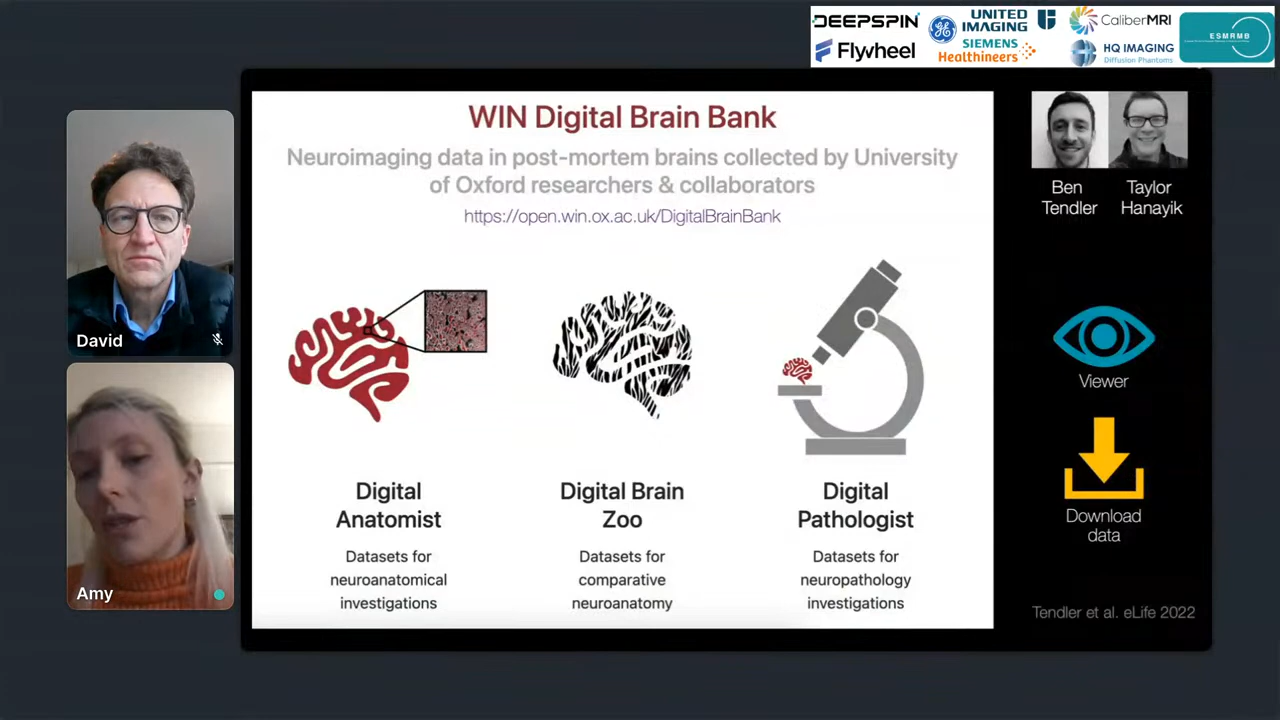 DEEPSPIN
Flywheel
UNITED
IMAGING
SIEMENS
Healthineers
CaliberMRI
HQ IMAGING
Diffusion Phantoms
ESMRMB
WIN Digital Brain Bank
Neuroimaging data in post-mortem brains collected by University
of Oxford researchers & collaborators
https://open.win.ox.ac.uk/DigitalBrainBank
Ben
Tendler
Taylor
Hanayik
David
Amy
Digital
Anatomist
Datasets for
neuroanatomical
investigations
Digital Brain
Zoo
Datasets for
comparative
neuroanatomy
Digital
Pathologist
Datasets for
neuropathology
investigations
Viewer
Download
data
Tendler et al. eLife 2022